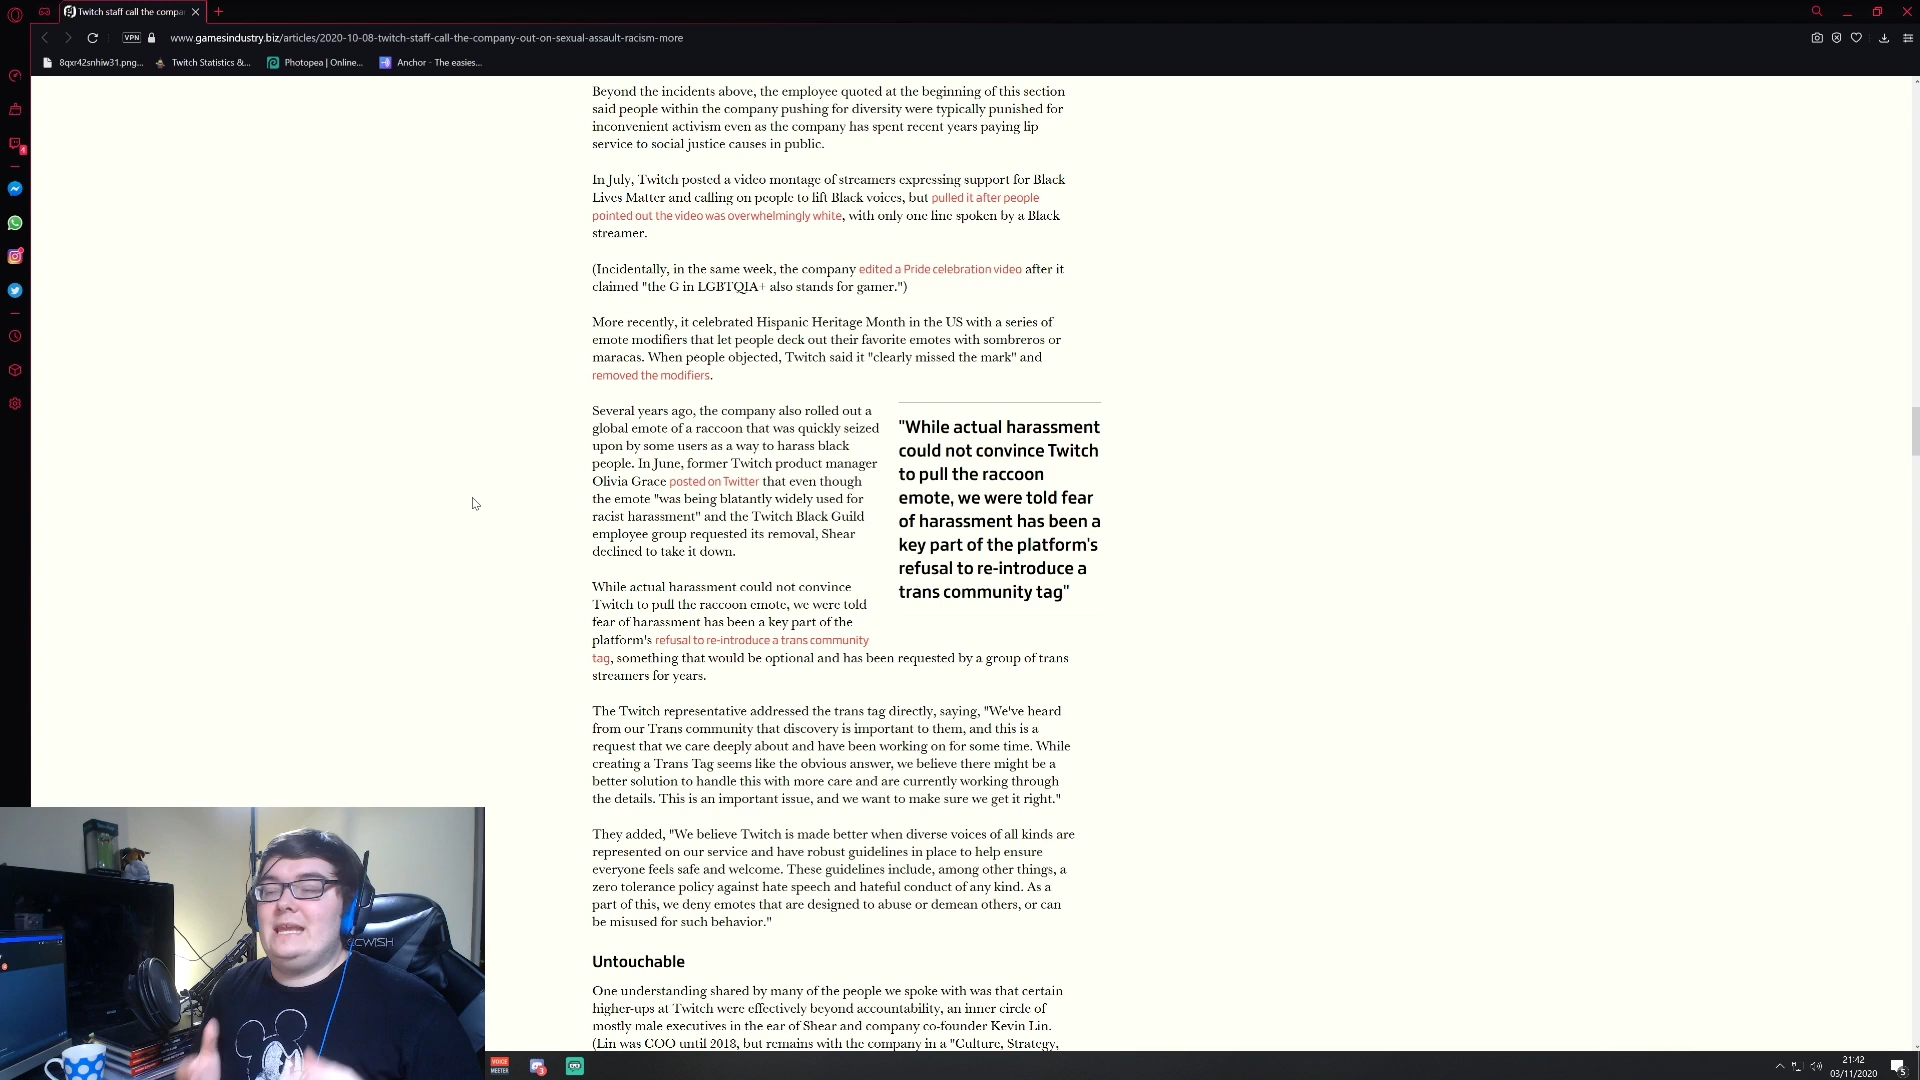 Twitch staff call the compa
VPN
www.gamesindustry.biz/articles/2020-10-08-twitch-staff-call-the-company-out-on-sexual-assault-racism-more
8qxr42snhiw31.png... Twitch Statistics &... Photopea | Online... Anchor - The easies...
Beyond the incidents above, the employee quoted at the beginning of this section
said people within the company pushing for diversity were typically punished for
inconvenient activism even as the company has spent recent years paying lip
service to social justice causes in public.
In July, Twitch posted a video montage of streamers expressing support for Black
Lives Matter and calling on people to lift Black voices, but pulled it after people
pointed out the video was overwhelmingly white, with only one line spoken by a Black
streamer.
(Incidentally, in the same week, the company edited a Pride celebration video after it
claimed "the G in LGBTQIA+ also stands for gamer.")
More recently, it celebrated Hispanic Heritage Month in the US with a series of
emote modifiers that let people deck out their favorite emotes with sombreros or
maracas. When people objected, Twitch said it "clearly missed the mark" and
removed the modifiers.
Several years ago, the company also rolled out a
global emote of a raccoon that was quickly seized
upon by some users as a way to harass black
people. In June, former Twitch product manager
Olivia Grace posted on Twitter that even though
the emote "was being blatantly widely used for
racist harassment" and the Twitch Black Guild
employee group requested its removal, Shear
declined to take it down.
"While actual harassment
could not convince Twitch
to pull the raccoon
emote, we were told fear
of harassment has been a
key part of the platform's
refusal to re-introduce a
trans community tag"
While actual harassment could not convince
Twitch to pull the raccoon emote, we were told
fear of harassment has been a key part of the
platform's refusal to re-introduce a trans community
tag, something that would be optional and has been requested by a group of trans
streamers for years.
The Twitch representative addressed the trans tag directly, saying, "We've heard
from our Trans community that discovery is important to them, and this is a
request that we care deeply about and have been working on for some time. While
creating a Trans Tag seems like the obvious answer, we believe there might be a
better solution to handle this with more care and are currently working through
the details. This is an important issue, and we want to make sure we get it right."
They added, "We believe Twitch is made better when diverse voices of all kinds are
represented on our service and have robust guidelines in place to help ensure
everyone feels safe and welcome. These guidelines include, among other things, a
zero tolerance policy against hate speech and hateful conduct of any kind. As a
part of this, we deny emotes that are designed to abuse or demean others, or can
be misused for such behavior."
Untouchable
One understanding shared by many of the people we spoke with was that certain
higher-ups at Twitch were effectively beyond accountability, an inner circle of
mostly male executives in the ear of Shear and company co-founder Kevin Lin.
(Lin was COO until 2018, but remains with the company in a "Culture, Strategy,
VOICE
MEETER
21:42
03/11/2020